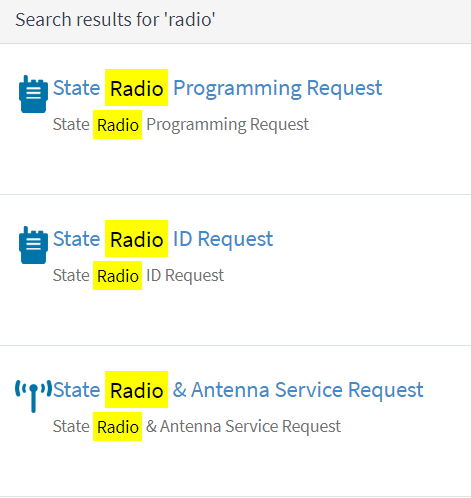 Search results for 'radio'
State Radio Programming Request
State Radio Programming Request
State Radio ID Request
State Radio ID Request
State Radio & Antenna Service Request
State Radio & Antenna Service Request